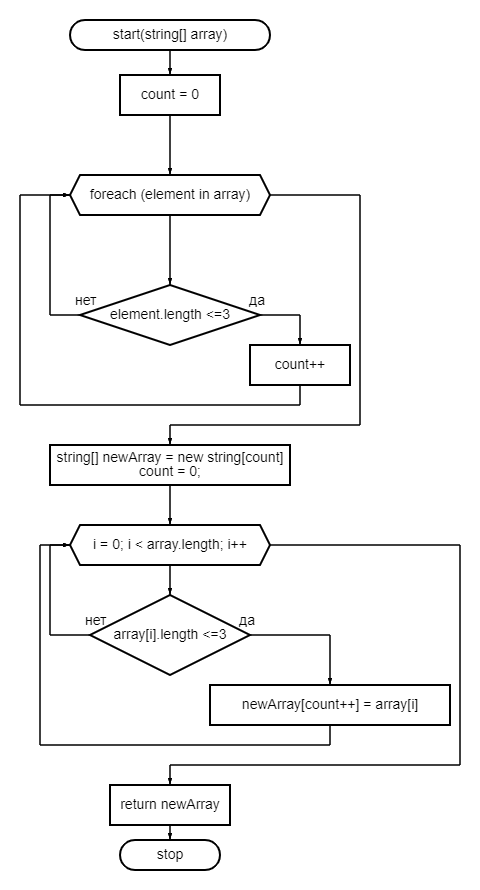 start(string[] array)
count = 0
foreach (element in array)
нет
да
element.length <=3
count++
string[] newArray = new string[count]
count = 0;
i = 0; i < array.length; i++
нет
да
array[i].length <=3
newArray[count++] = array[i]
return newArray
stop